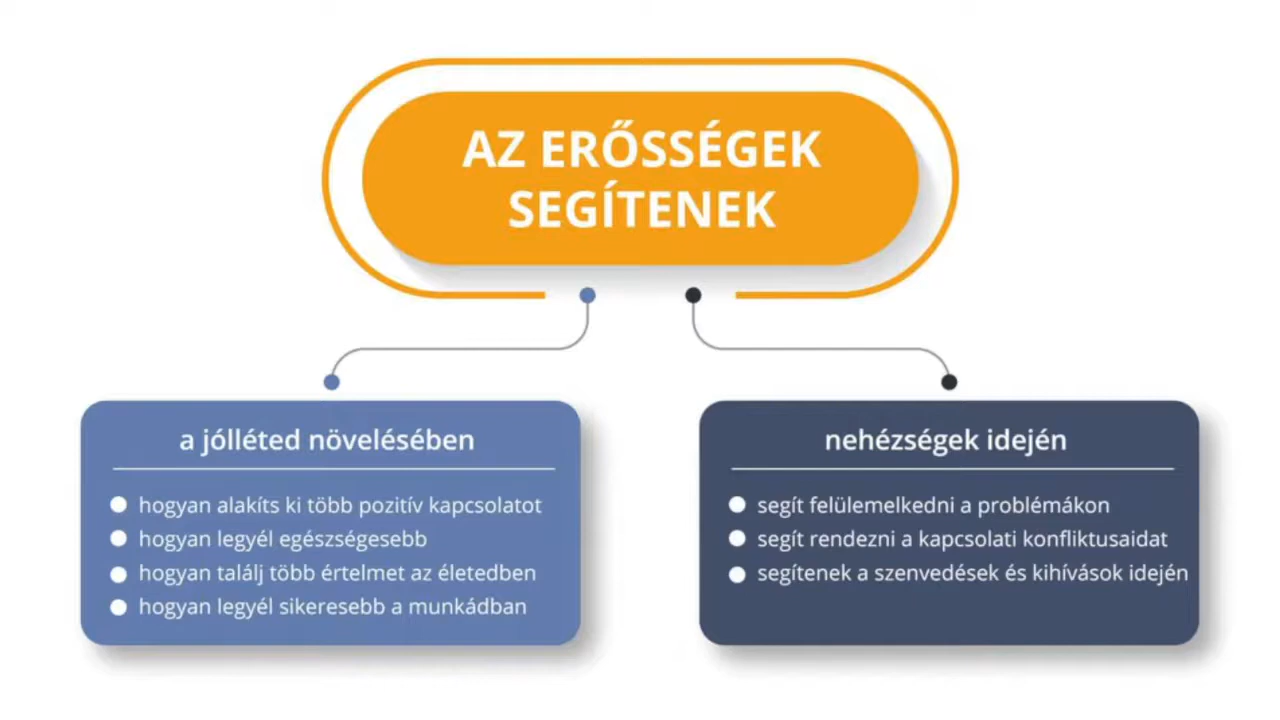 AZ ERŐSSÉGEK
SEGÍTENEK
a jólléted növelésében
hogyan alakíts ki több pozitív kapcsolatot
hogyan legyél egészségesebb
hogyan találj több értelmet az életedben
hogyan legyél sikeresebb a munkádban
nehézségek idején
segít felülemelkedni a problémákon
segít rendezni a kapcsolati konfliktusaidat
segítenek a szenvedések és kihívások idején